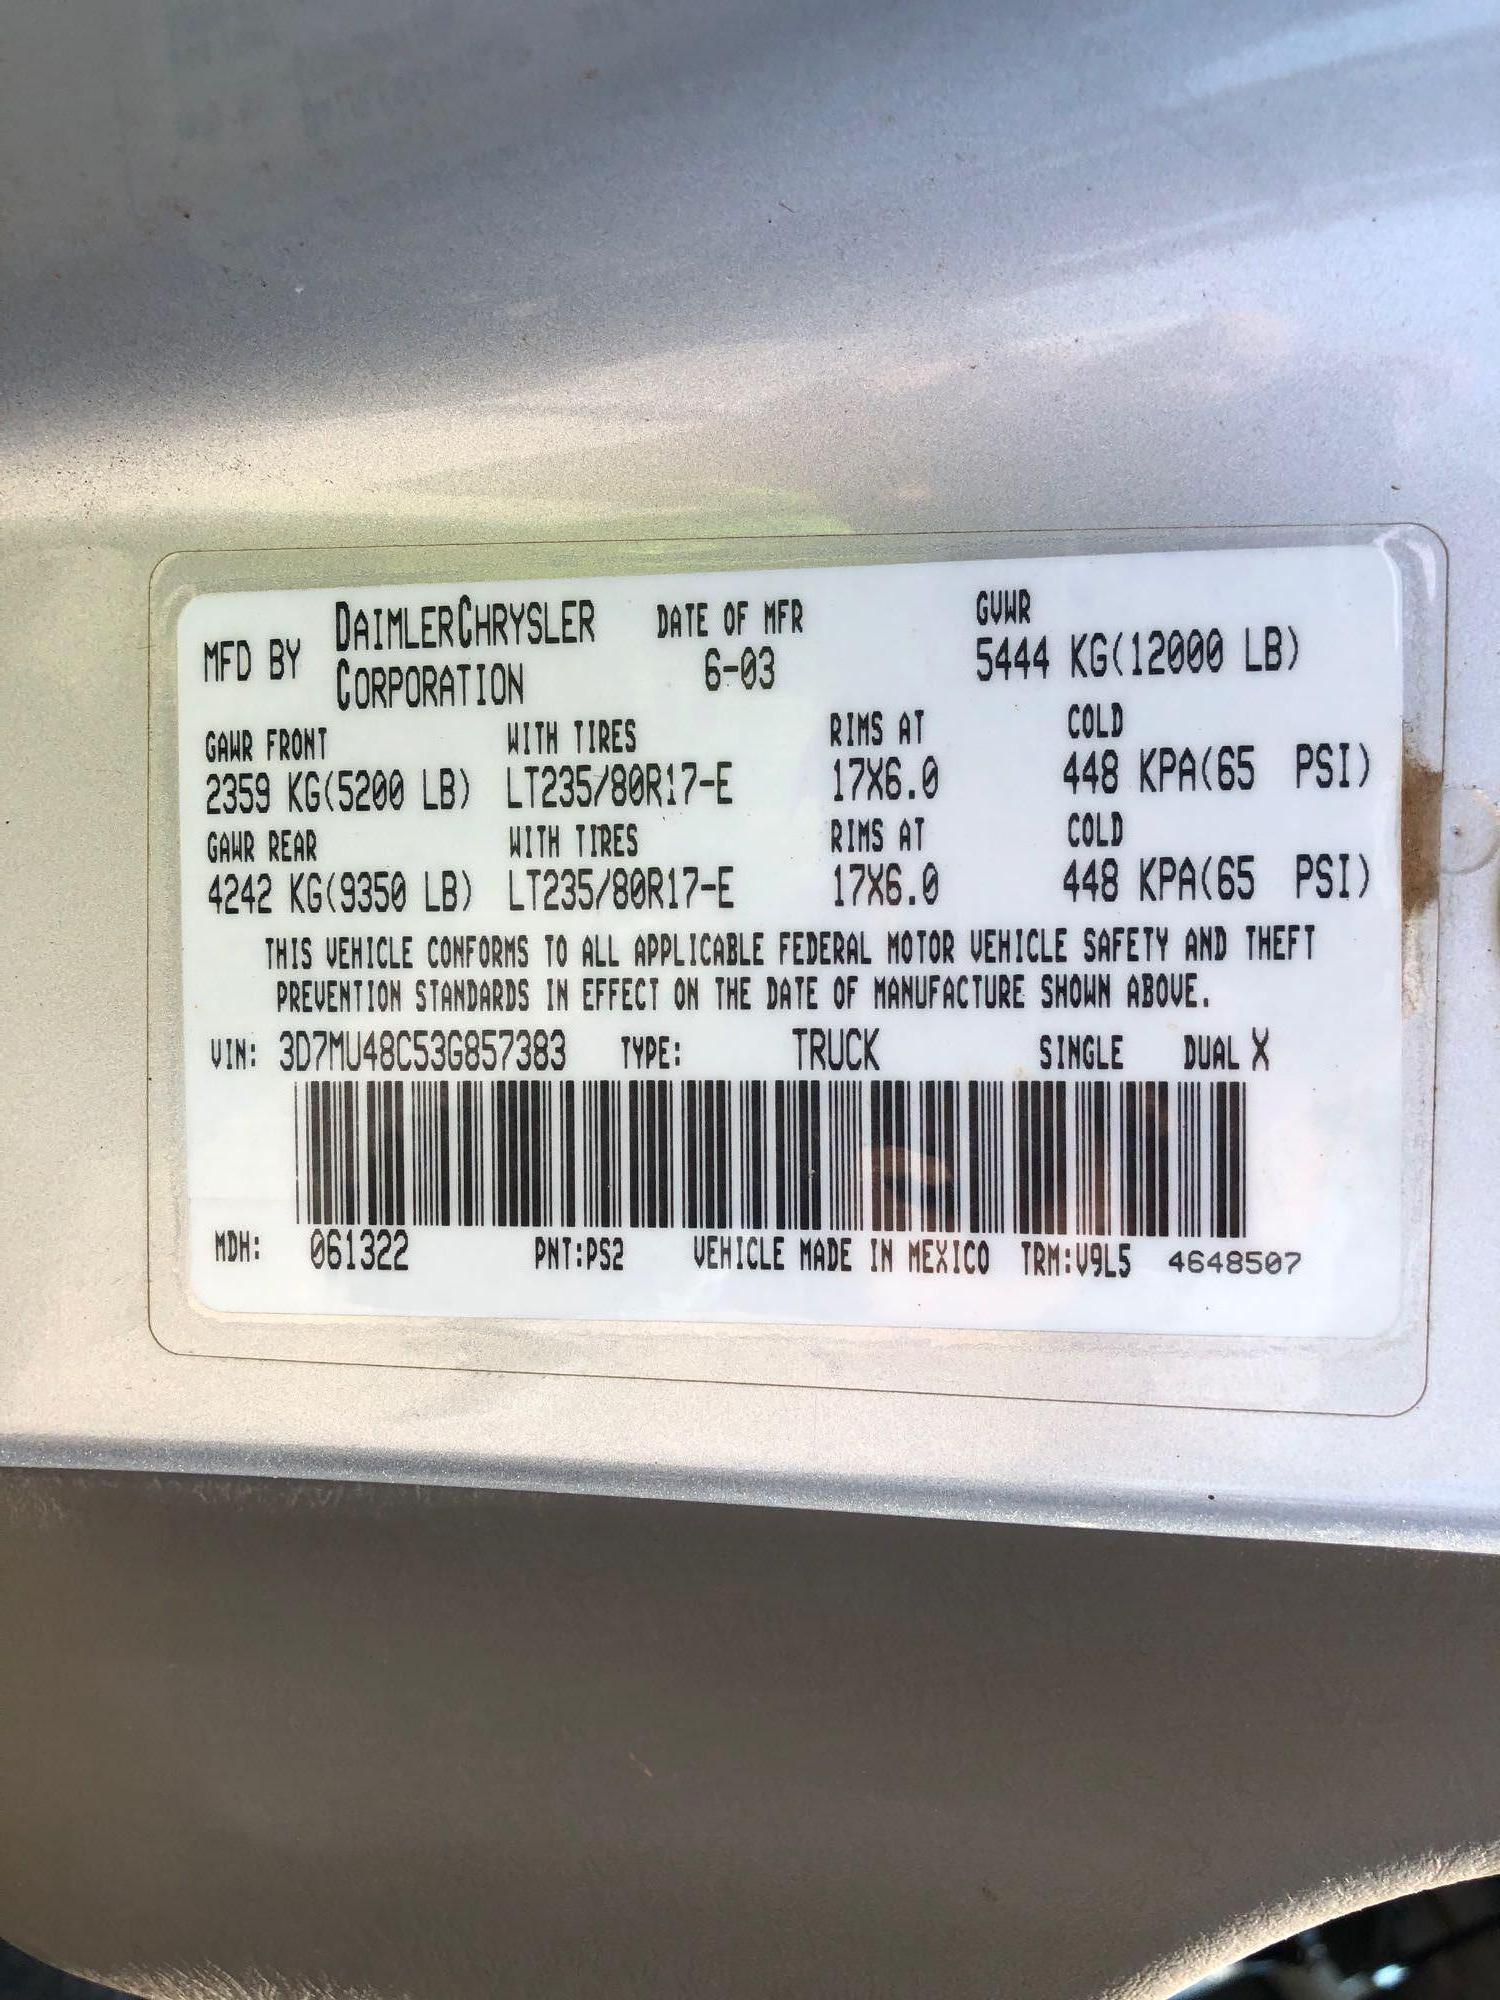 MFD BY DAIMLERCHRYSLER CORPORATION DATE OF MFR 6-03 GVWR 5444 KG(12000 LB)
GAWR FRONT WITH TIRES RIMS AT COLD
2359 KG(5200 LB) LT235/80R17-E 17X6.0 448 KPA(65 PSI)
GAWR REAR WITH TIRES RIMS AT COLD
4242 KG(9350 LB) LT235/80R17-E 17X6.0 448 KPA(65 PSI)
THIS VEHICLE CONFORMS TO ALL APPLICABLE FEDERAL MOTOR VEHICLE SAFETY AND THEFT
PREVENTION STANDARDS IN EFFECT ON THE DATE OF MANUFACTURE SHOWN ABOVE.
VIN: 3D7MU48C53G857383 TYPE: TRUCK SINGLE DUAL X
MDH: 061322 PNT:PS2 VEHICLE MADE IN MEXICO TRM:V9L5 4648507